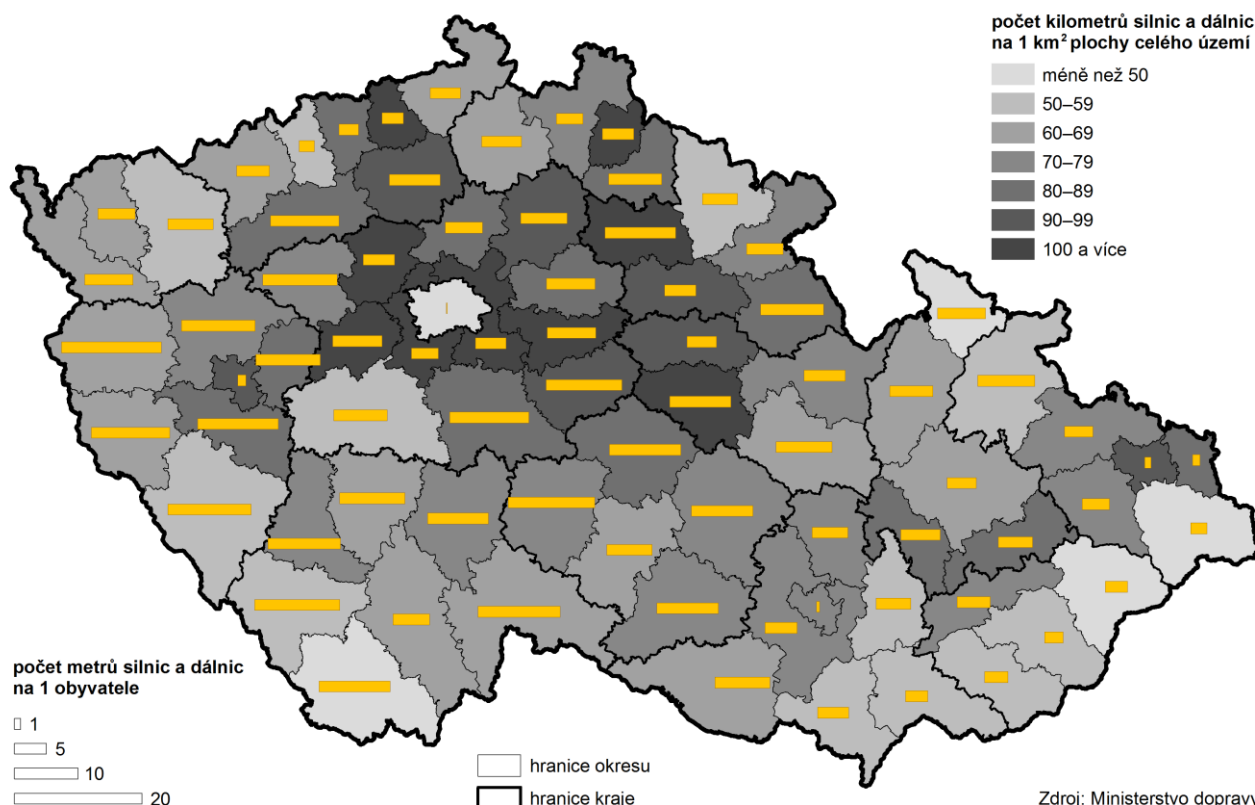 počet kilometrů silnic a dálnic
na 1 km² plochy celého území
méně než 50
50–59
60–69
70–79
80–89
90–99
100 a více
počet metrů silnic a dálnic
na 1 obyvatele
1
5
10
20
hranice okresu
hranice kraje
Zdroj: Ministerstvo dopravy